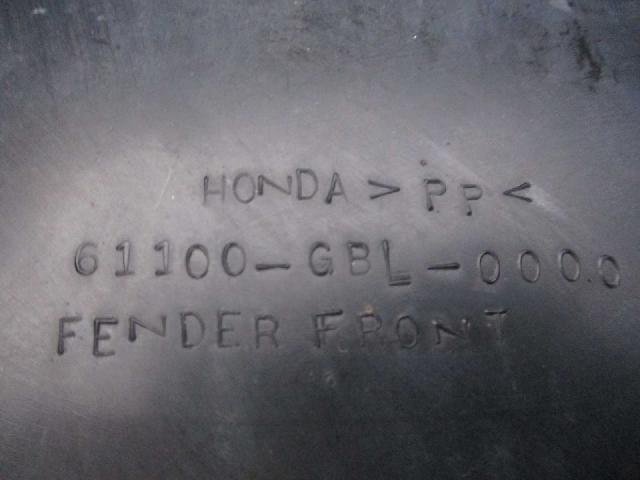 HONDA > PP <
61100-GBL-0000
FENDER FRONT